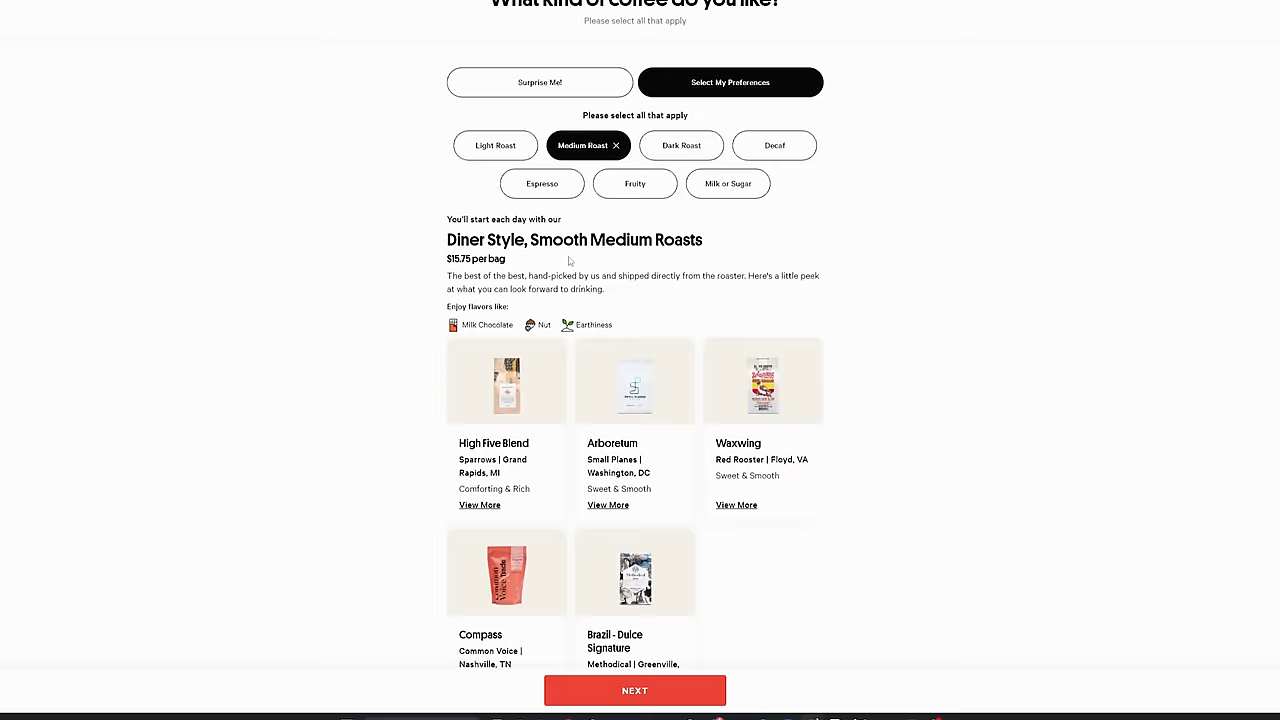 What kind of coffee do you like?
Please select all that apply
Surprise Me!
Select My Preferences
Please select all that apply
Light Roast
Medium Roast
Dark Roast
Decaf
Espresso
Fruity
Milk or Sugar
You'll start each day with our
Diner Style, Smooth Medium Roasts
$15.75 per bag
The best of the best, hand-picked by us and shipped directly from the roaster. Here's a little peek
at what you can look forward to drinking.
Enjoy flavors like:
Milk Chocolate
Nut
Earthiness
High Five Blend
Sparrows | Grand
Rapids, MI
Comforting & Rich
View More
Arboretum
Small Planes |
Washington, DC
Sweet & Smooth
View More
Waxwing
Red Rooster | Floyd, VA
Sweet & Smooth
View More
Common Voice
Compass
Common Voice |
Nashville, TN
Brazil - Dulce
Signature
Methodical | Greenville,
NEXT